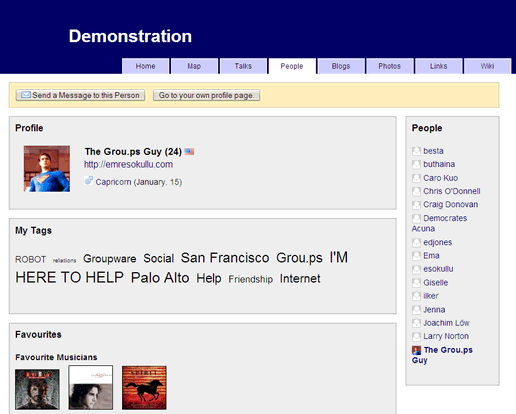 Demonstration
Home Map Talks People Blogs Photos Links Wiki
Send a Message to this Person Go to your own profile page.
Profile
The Grou.ps Guy (24)
http://emresokullu.com
Capricorn (January, 15)
My Tags
ROBOT relations Groupware Social San Francisco Grou.ps I'M
HERE TO HELP Palo Alto Help Friendship Internet
Favourites
Favourite Musicians
People
besta
buthaina
Caro Kuo
Chris O'Donnell
Craig Donovan
Democrates
Acuna
edjones
Ema
esokullu
Giselle
ilker
Jenna
Joachim Löw
Larry Norton
The Grou.ps
Guy